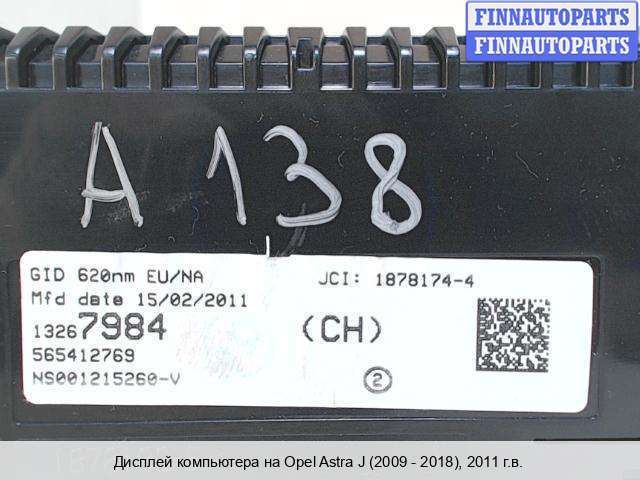 FINNAUTOPARTS
FINNAUTOPARTS
A 138
GID 620nm EU/NA
JCI: 1878174-4
Mfd date 15/02/2011
13267984
(CH)
565412769
NS001215260-V
2
Дисплей компьютера на Opel Astra J (2009 - 2018), 2011 г.в.